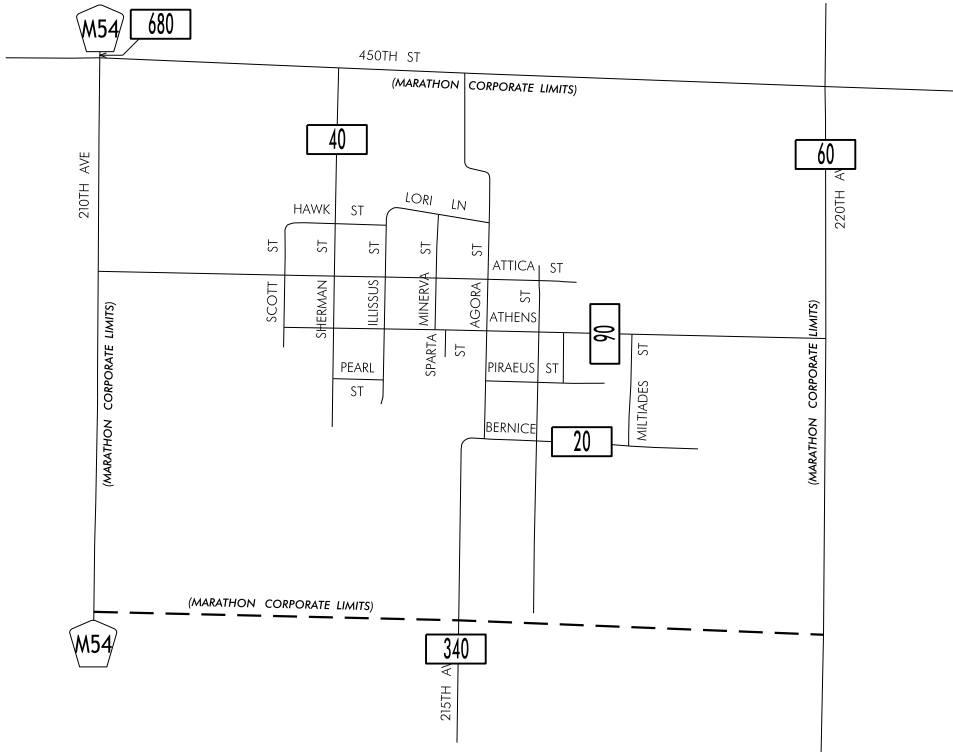 M54
680
450TH ST
(MARATHON CORPORATE LIMITS)
40
60
210TH AVE
220TH AV
LORI LN
HAWK ST
SCOTT ST
SHERMAN ST
ILLISSUS ST
MINERVA ST
AGORA ST
ATTICA ST
ST
ATHENS
90
SPARTA ST
PEARL ST
PIRAEUS ST
MILTIADES ST
BERNICE
20
(MARATHON CORPORATE LIMITS)
(MARATHON CORPORATE LIMITS)
(MARATHON CORPORATE LIMITS)
M54
340
215TH AV